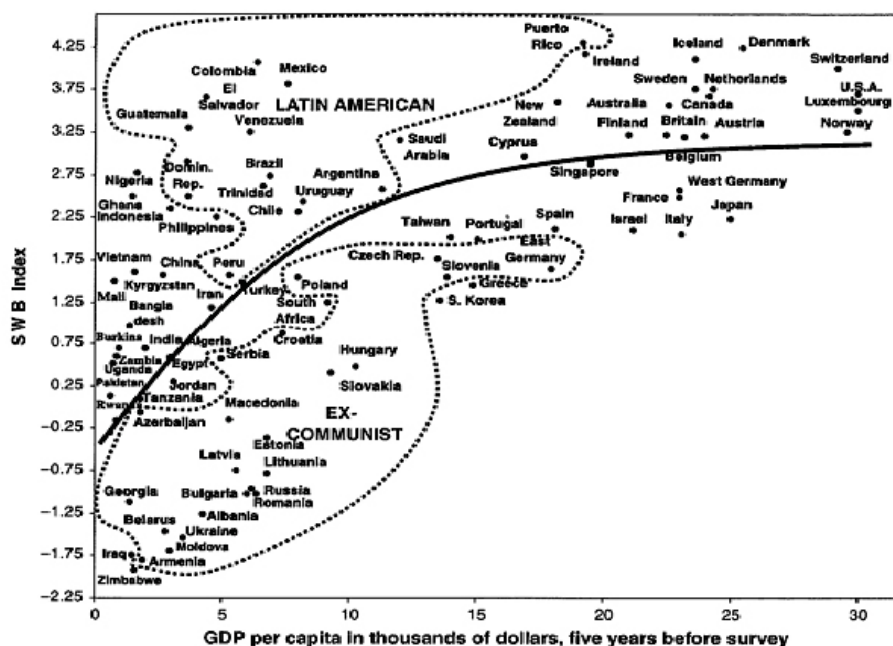 4.25
3.75
3.25
2.75
2.25
1.75
1.25
0.75
0.25
−0.25
−0.75
−1.25
−1.75
−2.25
SWB Index
Puerto
Rico
Ireland
Iceland
Denmark
Switzerland
Colombia
Mexico
El
Salvador
LATIN AMERICAN
Guatemala
Venezuela
Sweden
Netherlands
U.S.A.
Luxembourg
New
Zealand
Australia
Canada
Finland
Britain
Austria
Norway
Saudi
Arabia
Cyprus
Belgium
Singapore
Nigeria
Domin.
Rep.
Brazil
Trinidad
Argentina
Uruguay
Chile
Ghana
Indonesia
Philippines
West Germany
France
Japan
Israel
Italy
Taiwan
Portugal
Spain
East
Germany
Czech Rep.
Slovenia
Greece
S. Korea
Vietnam
China
Peru
Kyrgyzstan
Mali
Iran
Turkey
Poland
South
Africa
Croatia
Bangla
desh
Burkina
India
Algeria
Zambia
Uganda
Egypt
Serbia
Hungary
Slovakia
Pakistan
Jordan
Tanzania
Macedonia
Azerbaijan
EX-
COMMUNIST
Estonia
Latvia
Lithuania
Georgia
Bulgaria
Russia
Romania
Albania
Belarus
Ukraine
Moldova
Iraq
Armenia
Zimbabwe
0 5 10 15 20 25 30
GDP per capita in thousands of dollars, five years before survey